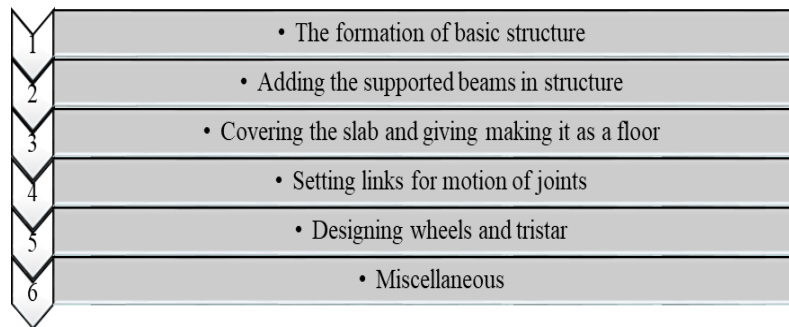 1 • The formation of basic structure
2 • Adding the supported beams in structure
3 • Covering the slab and giving making it as a floor
4 • Setting links for motion of joints
5 • Designing wheels and tristar
6 • Miscellaneous